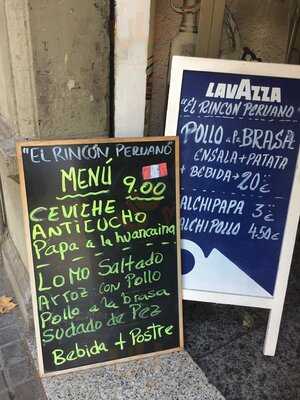 "EL RINCÓN PERUANO"
MENÚ 9.00
CEVICHE
ANTICUCHO
PAPA a la huancaina
LOMO SALTADO
ARROZ CON POLLO
POLLO a la brasa
SUDADO de PEZ
BEBIDA + POSTRE
LAVAZZA
"EL RINCÓN PERUANO
POLLO a la BRASA
ENSALA + PATATA
+ BEBIDA = 20 €
SALCHIPAPA 3 €
SALCHIPOLLO 4.50 €